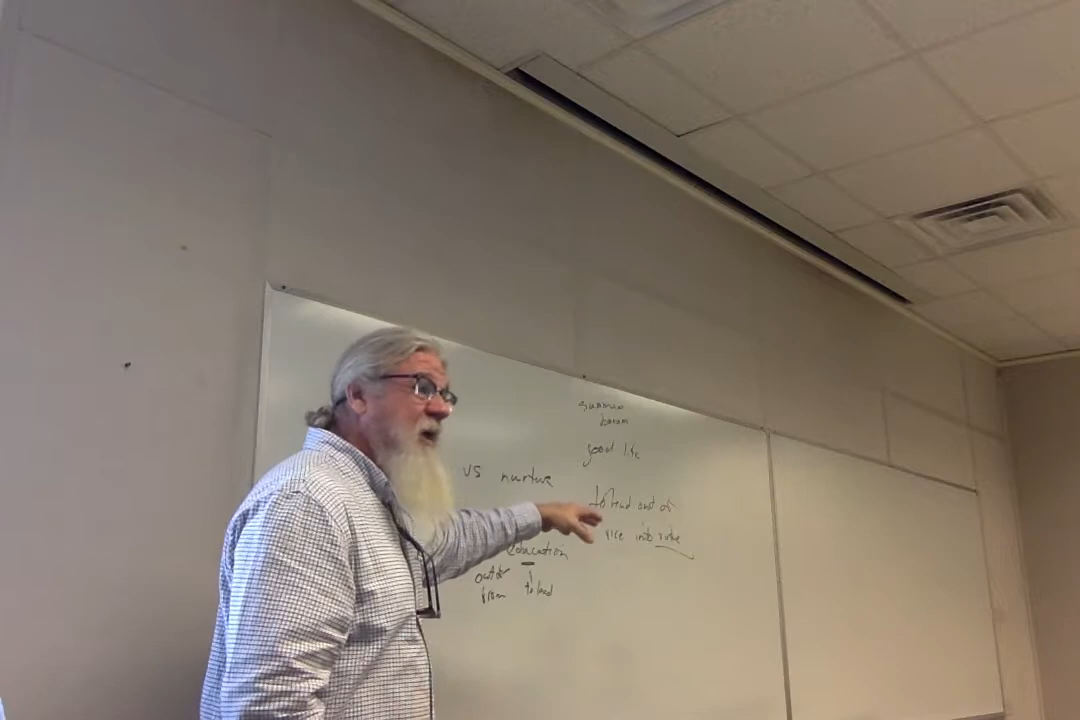 summum
bonum
good life
vs nurture
to lead out of
vice into virtue
education
out of
from to lead